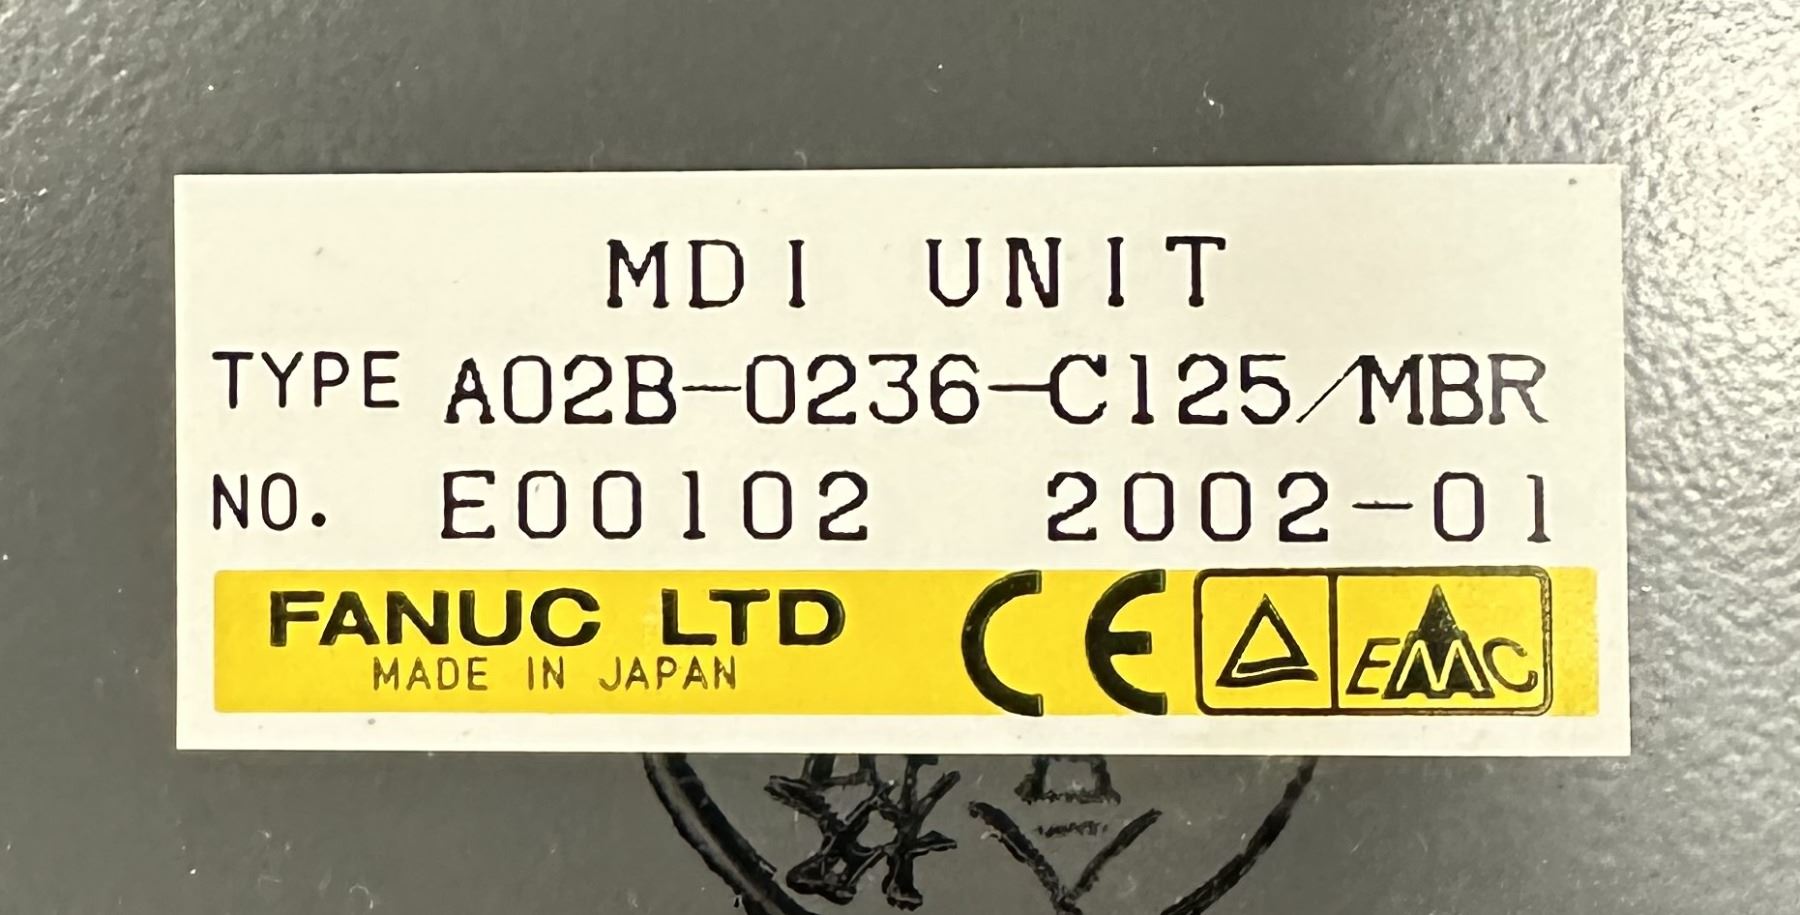 MDI UNIT
TYPE A02B-0236-C125/MBR
NO. E00102 2002-01
FANUC LTD
MADE IN JAPAN
CE
EMC